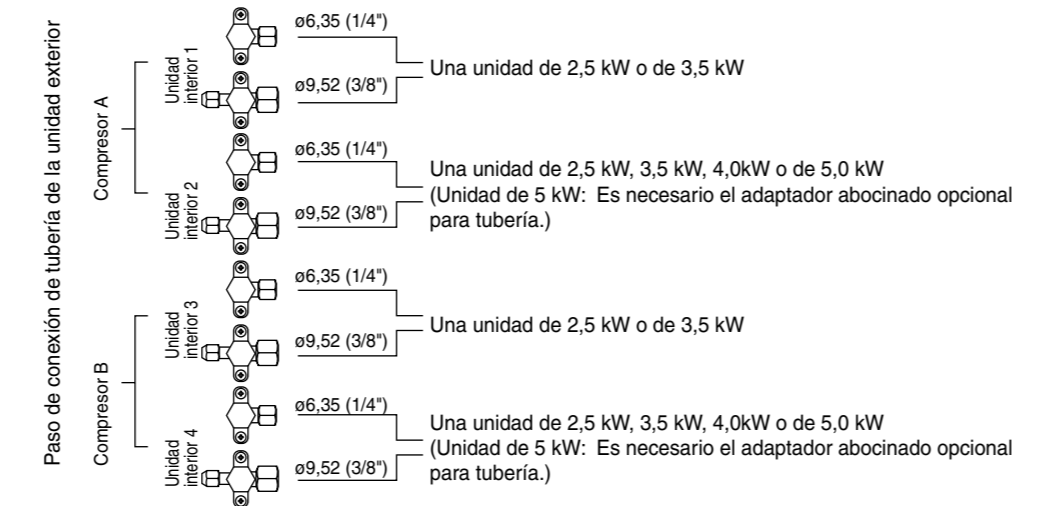 Paso de conexión de tubería de la unidad exterior
Compresor A
Unidad
interior 1
ø6,35 (1/4")
ø9,52 (3/8")
Una unidad de 2,5 kW o de 3,5 kW
Unidad
interior 2
ø6,35 (1/4")
ø9,52 (3/8")
Una unidad de 2,5 kW, 3,5 kW, 4,0kW o de 5,0 kW
(Unidad de 5 kW: Es necesario el adaptador abocinado opcional
para tubería.)
Compresor B
Unidad
interior 3
ø6,35 (1/4")
ø9,52 (3/8")
Una unidad de 2,5 kW o de 3,5 kW
Unidad
interior 4
ø6,35 (1/4")
ø9,52 (3/8")
Una unidad de 2,5 kW, 3,5 kW, 4,0kW o de 5,0 kW
(Unidad de 5 kW: Es necesario el adaptador abocinado opcional
para tubería.)